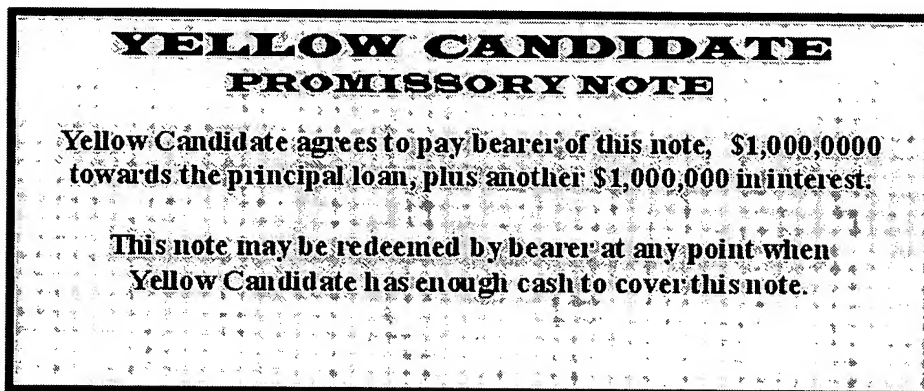 YELLOW CANDIDATE
PROMISSORY NOTE
Yellow Candidate agrees to pay bearer of this note, $1,000,0000
towards the principal loan, plus another $1,000,000 in interest.
This note may be redeemed by bearer at any point when
Yellow Candidate has enough cash to cover this note.